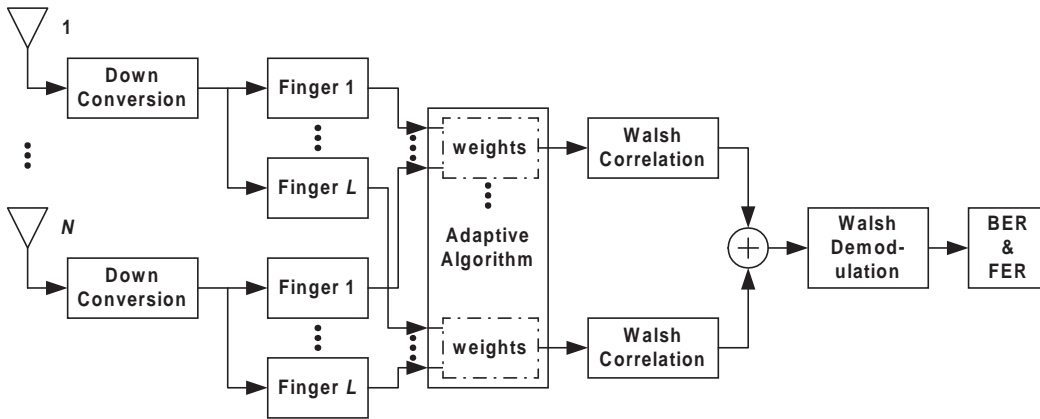 1
Down
Conversion
Finger 1
Finger L
weights
Adaptive
Algorithm
Walsh
Correlation
N
Down
Conversion
Finger 1
Finger L
weights
Walsh
Correlation
+
Walsh
Demod-
ulation
BER
&
FER